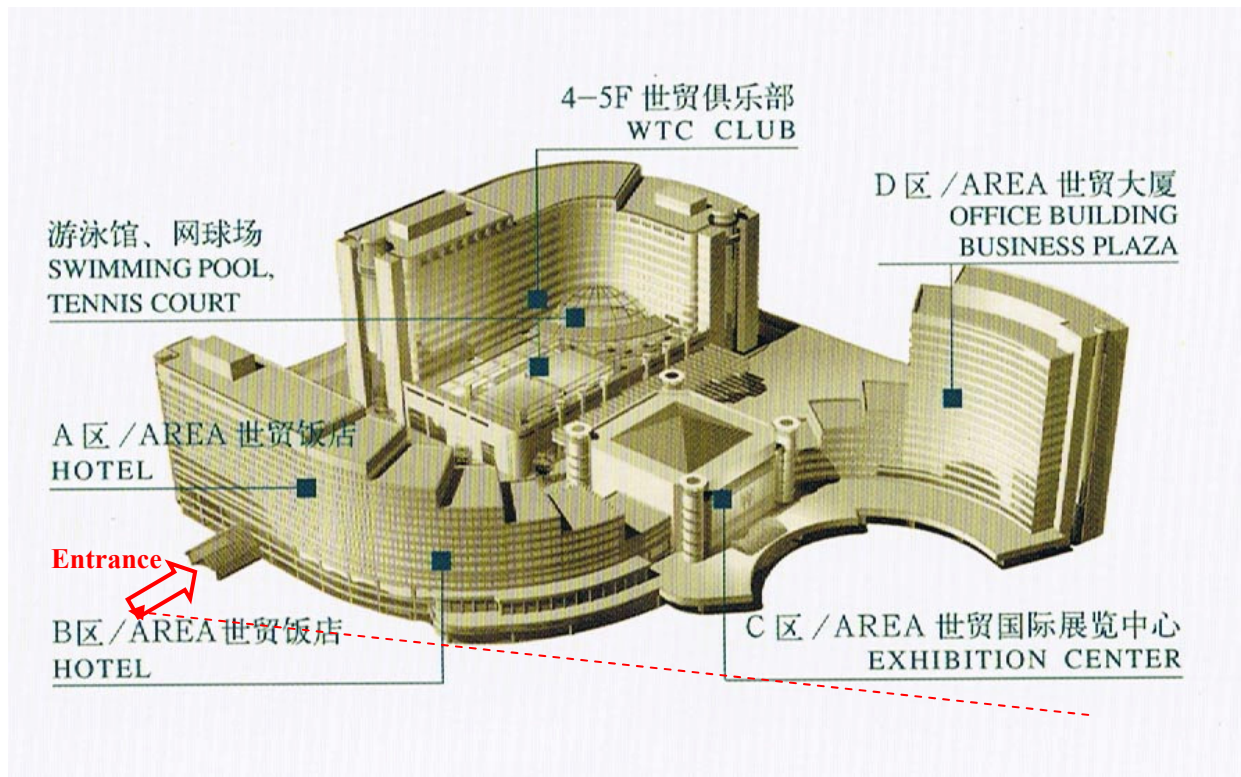 4–5F 世贸俱乐部
WTC CLUB
D区/AREA 世贸大厦
OFFICE BUILDING
BUSINESS PLAZA
游泳馆、网球场
SWIMMING POOL,
TENNIS COURT
A区/AREA 世贸饭店
HOTEL
Entrance
B区/AREA 世贸饭店
HOTEL
C区/AREA 世贸国际展览中心
EXHIBITION CENTER